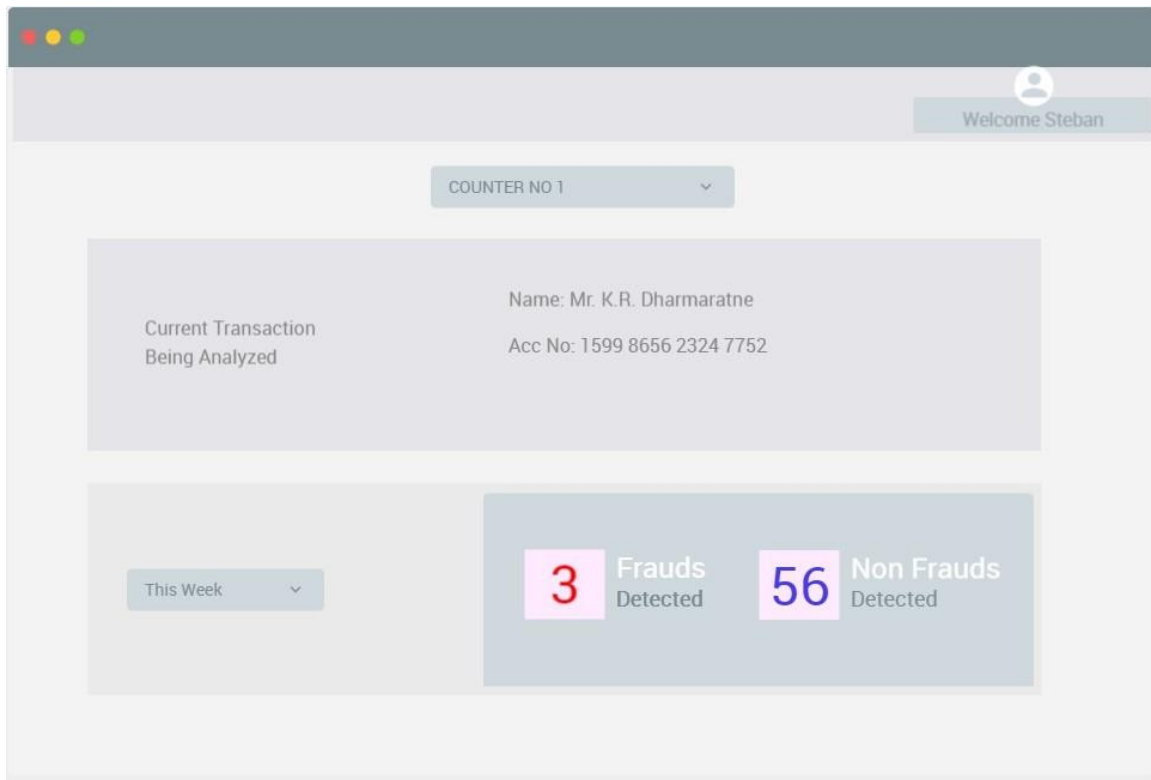 Welcome Steban
COUNTER NO 1
Current Transaction
Being Analyzed
Name: Mr. K.R. Dharmaratne
Acc No: 1599 8656 2324 7752
This Week
3 Frauds
Detected
56 Non Frauds
Detected